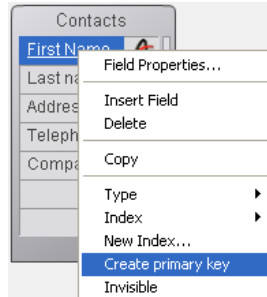 Contacts
First Name
Last na
Addres
Teleph
Compa
Field Properties...
Insert Field
Delete
Copy
Type
Index
New Index...
Create primary key
Invisible